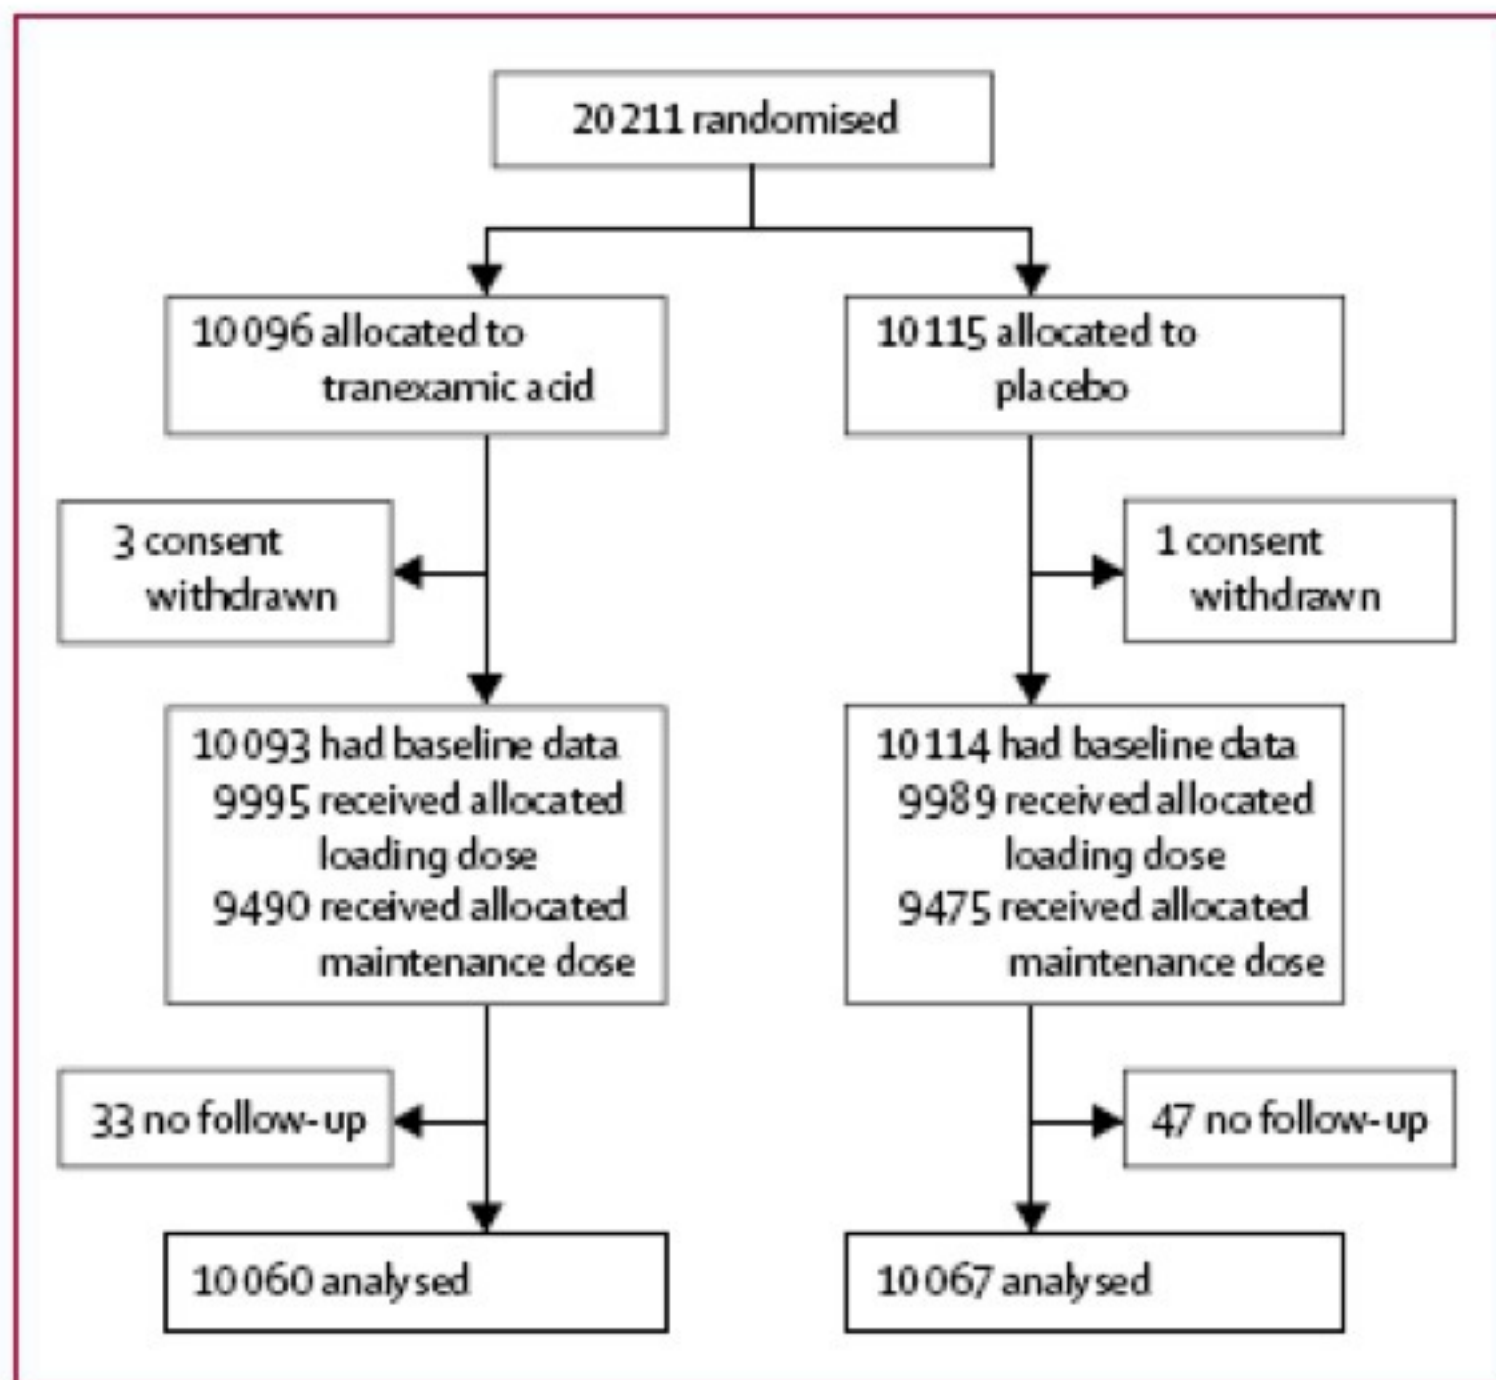 20 211 randomised
10 096 allocated to
tranexamic acid
10 115 allocated to
placebo
3 consent
withdrawn
1 consent
withdrawn
10 093 had baseline data
9995 received allocated
loading dose
9490 received allocated
maintenance dose
10 114 had baseline data
9989 received allocated
loading dose
9475 received allocated
maintenance dose
33 no follow-up
47 no follow-up
10 060 analysed
10 067 analysed